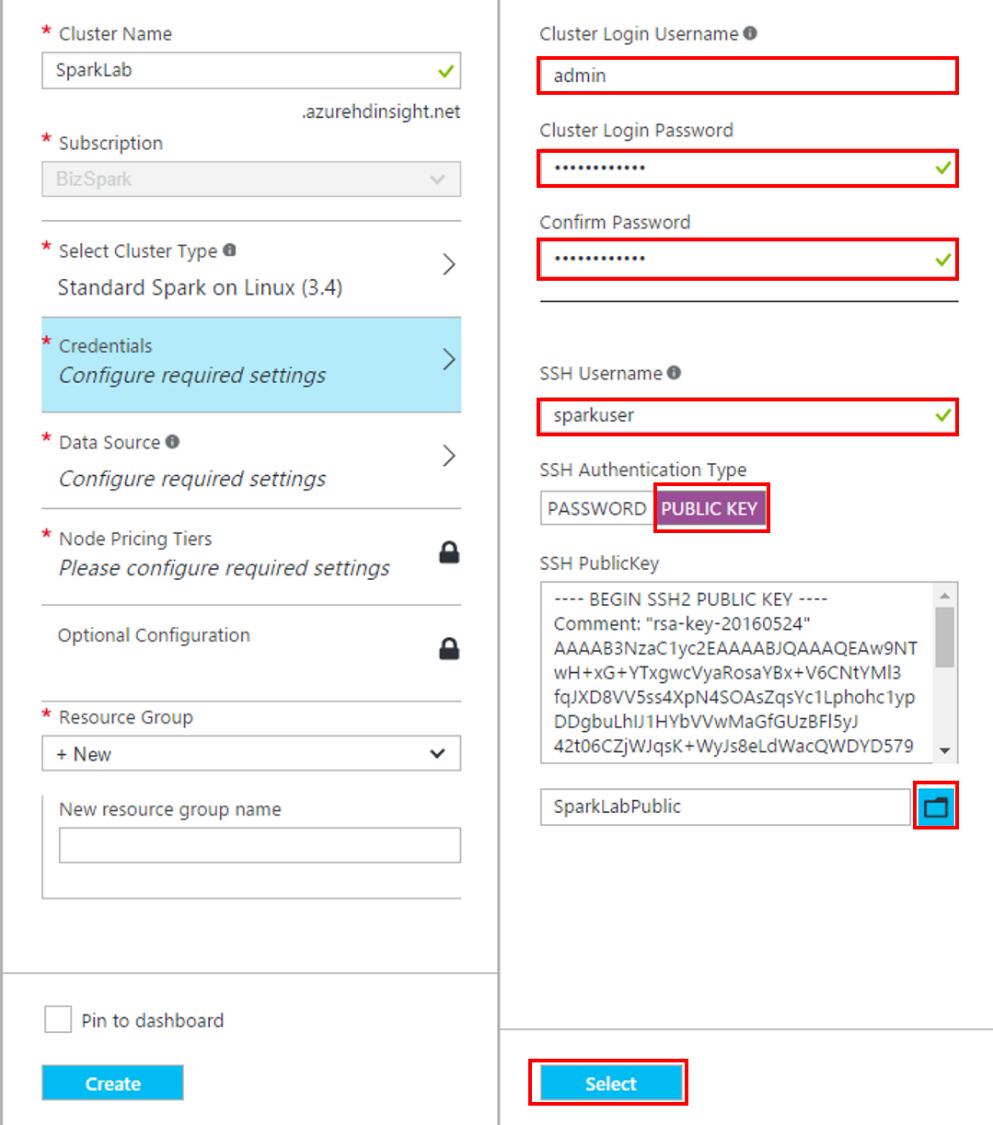 * Cluster Name
SparkLab
.azurehdinsight.net
* Subscription
BizSpark
* Select Cluster Type
Standard Spark on Linux (3.4)
* Credentials
Configure required settings
* Data Source
Configure required settings
* Node Pricing Tiers
Please configure required settings
Optional Configuration
* Resource Group
+ New
New resource group name
Pin to dashboard
Create
Cluster Login Username
admin
Cluster Login Password
••••••••••••
Confirm Password
••••••••••••
SSH Username
sparkuser
SSH Authentication Type
PASSWORD PUBLIC KEY
SSH PublicKey
---- BEGIN SSH2 PUBLIC KEY ----
Comment: "rsa-key-20160524"
AAAAB3NzaC1yc2EAAAABJQAAAQEAw9NT
wH+xG+YTxgwcVyaRosaYBx+V6CNtYMl3
fqJXD8VV5ss4XpN4SOAsZqsYc1Lphohc1yp
DDgbuLhIJ1HYbVVwMaGfGUzBFl5yJ
42t06CZjWJqsK+WyJs8eLdWacQWDYD579
SparkLabPublic
Select